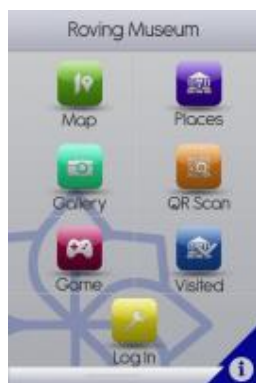 Roving Museum
Map
Places
Gallery
QR Scan
Game
Visited
Log In
i